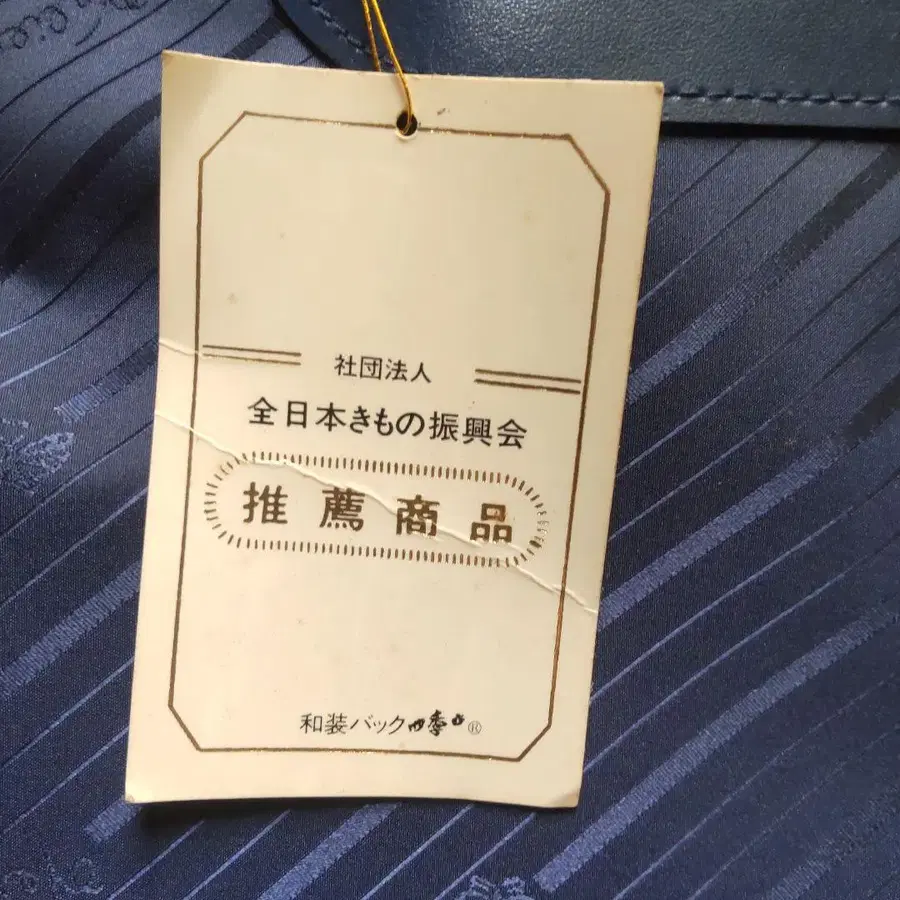 社団法人
全日本きもの振興会
推薦商品
和装バック四季®